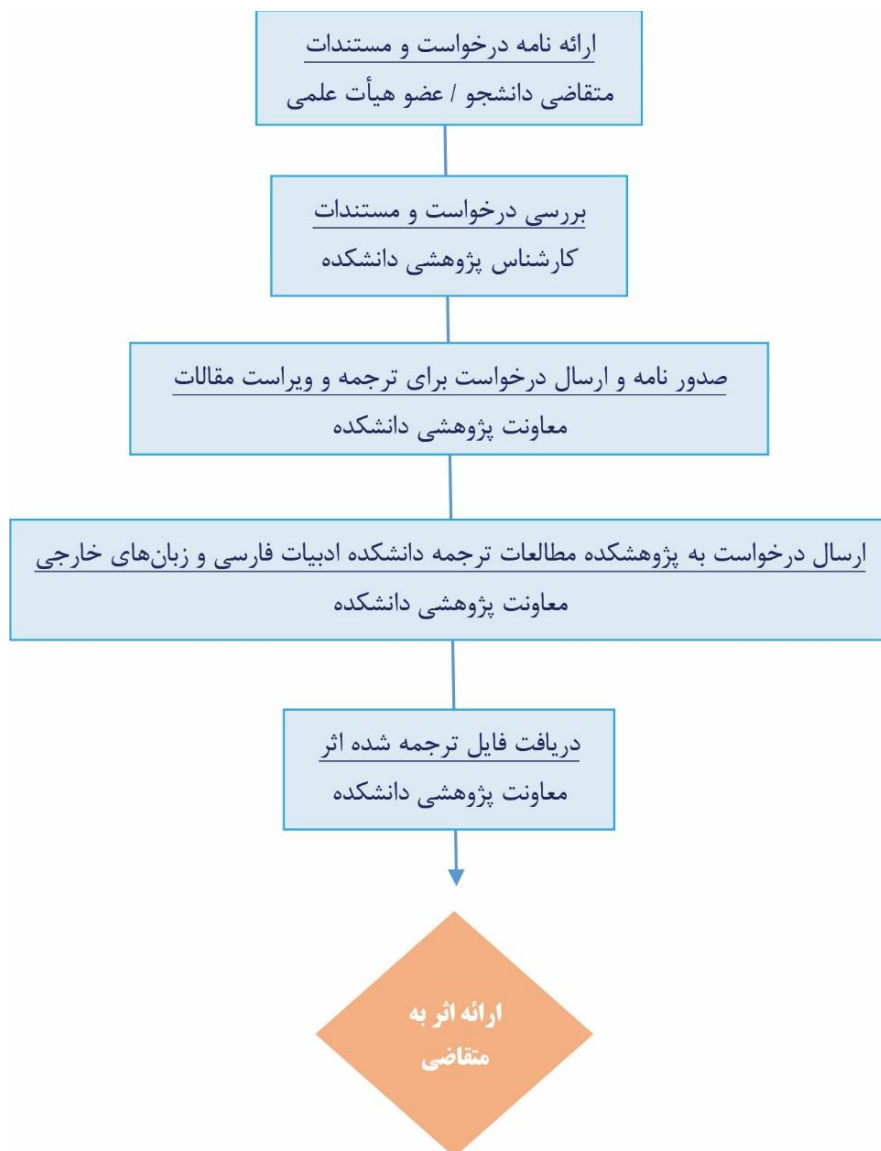 ارائه نامه درخواست و مستندات
متقاضی دانشجو / عضو هیأت علمی
بررسی درخواست و مستندات
کارشناس پژوهشی دانشکده
صدور نامه و ارسال درخواست برای ترجمه و ویراست مقالات
معاونت پژوهشی دانشکده
ارسال درخواست به پژوهشکده مطالعات ترجمه دانشکده ادبیات فارسی و زبان‌های خارجی
معاونت پژوهشی دانشکده
دریافت فایل ترجمه شده اثر
معاونت پژوهشی دانشکده
ارائه اثر به
متقاضی